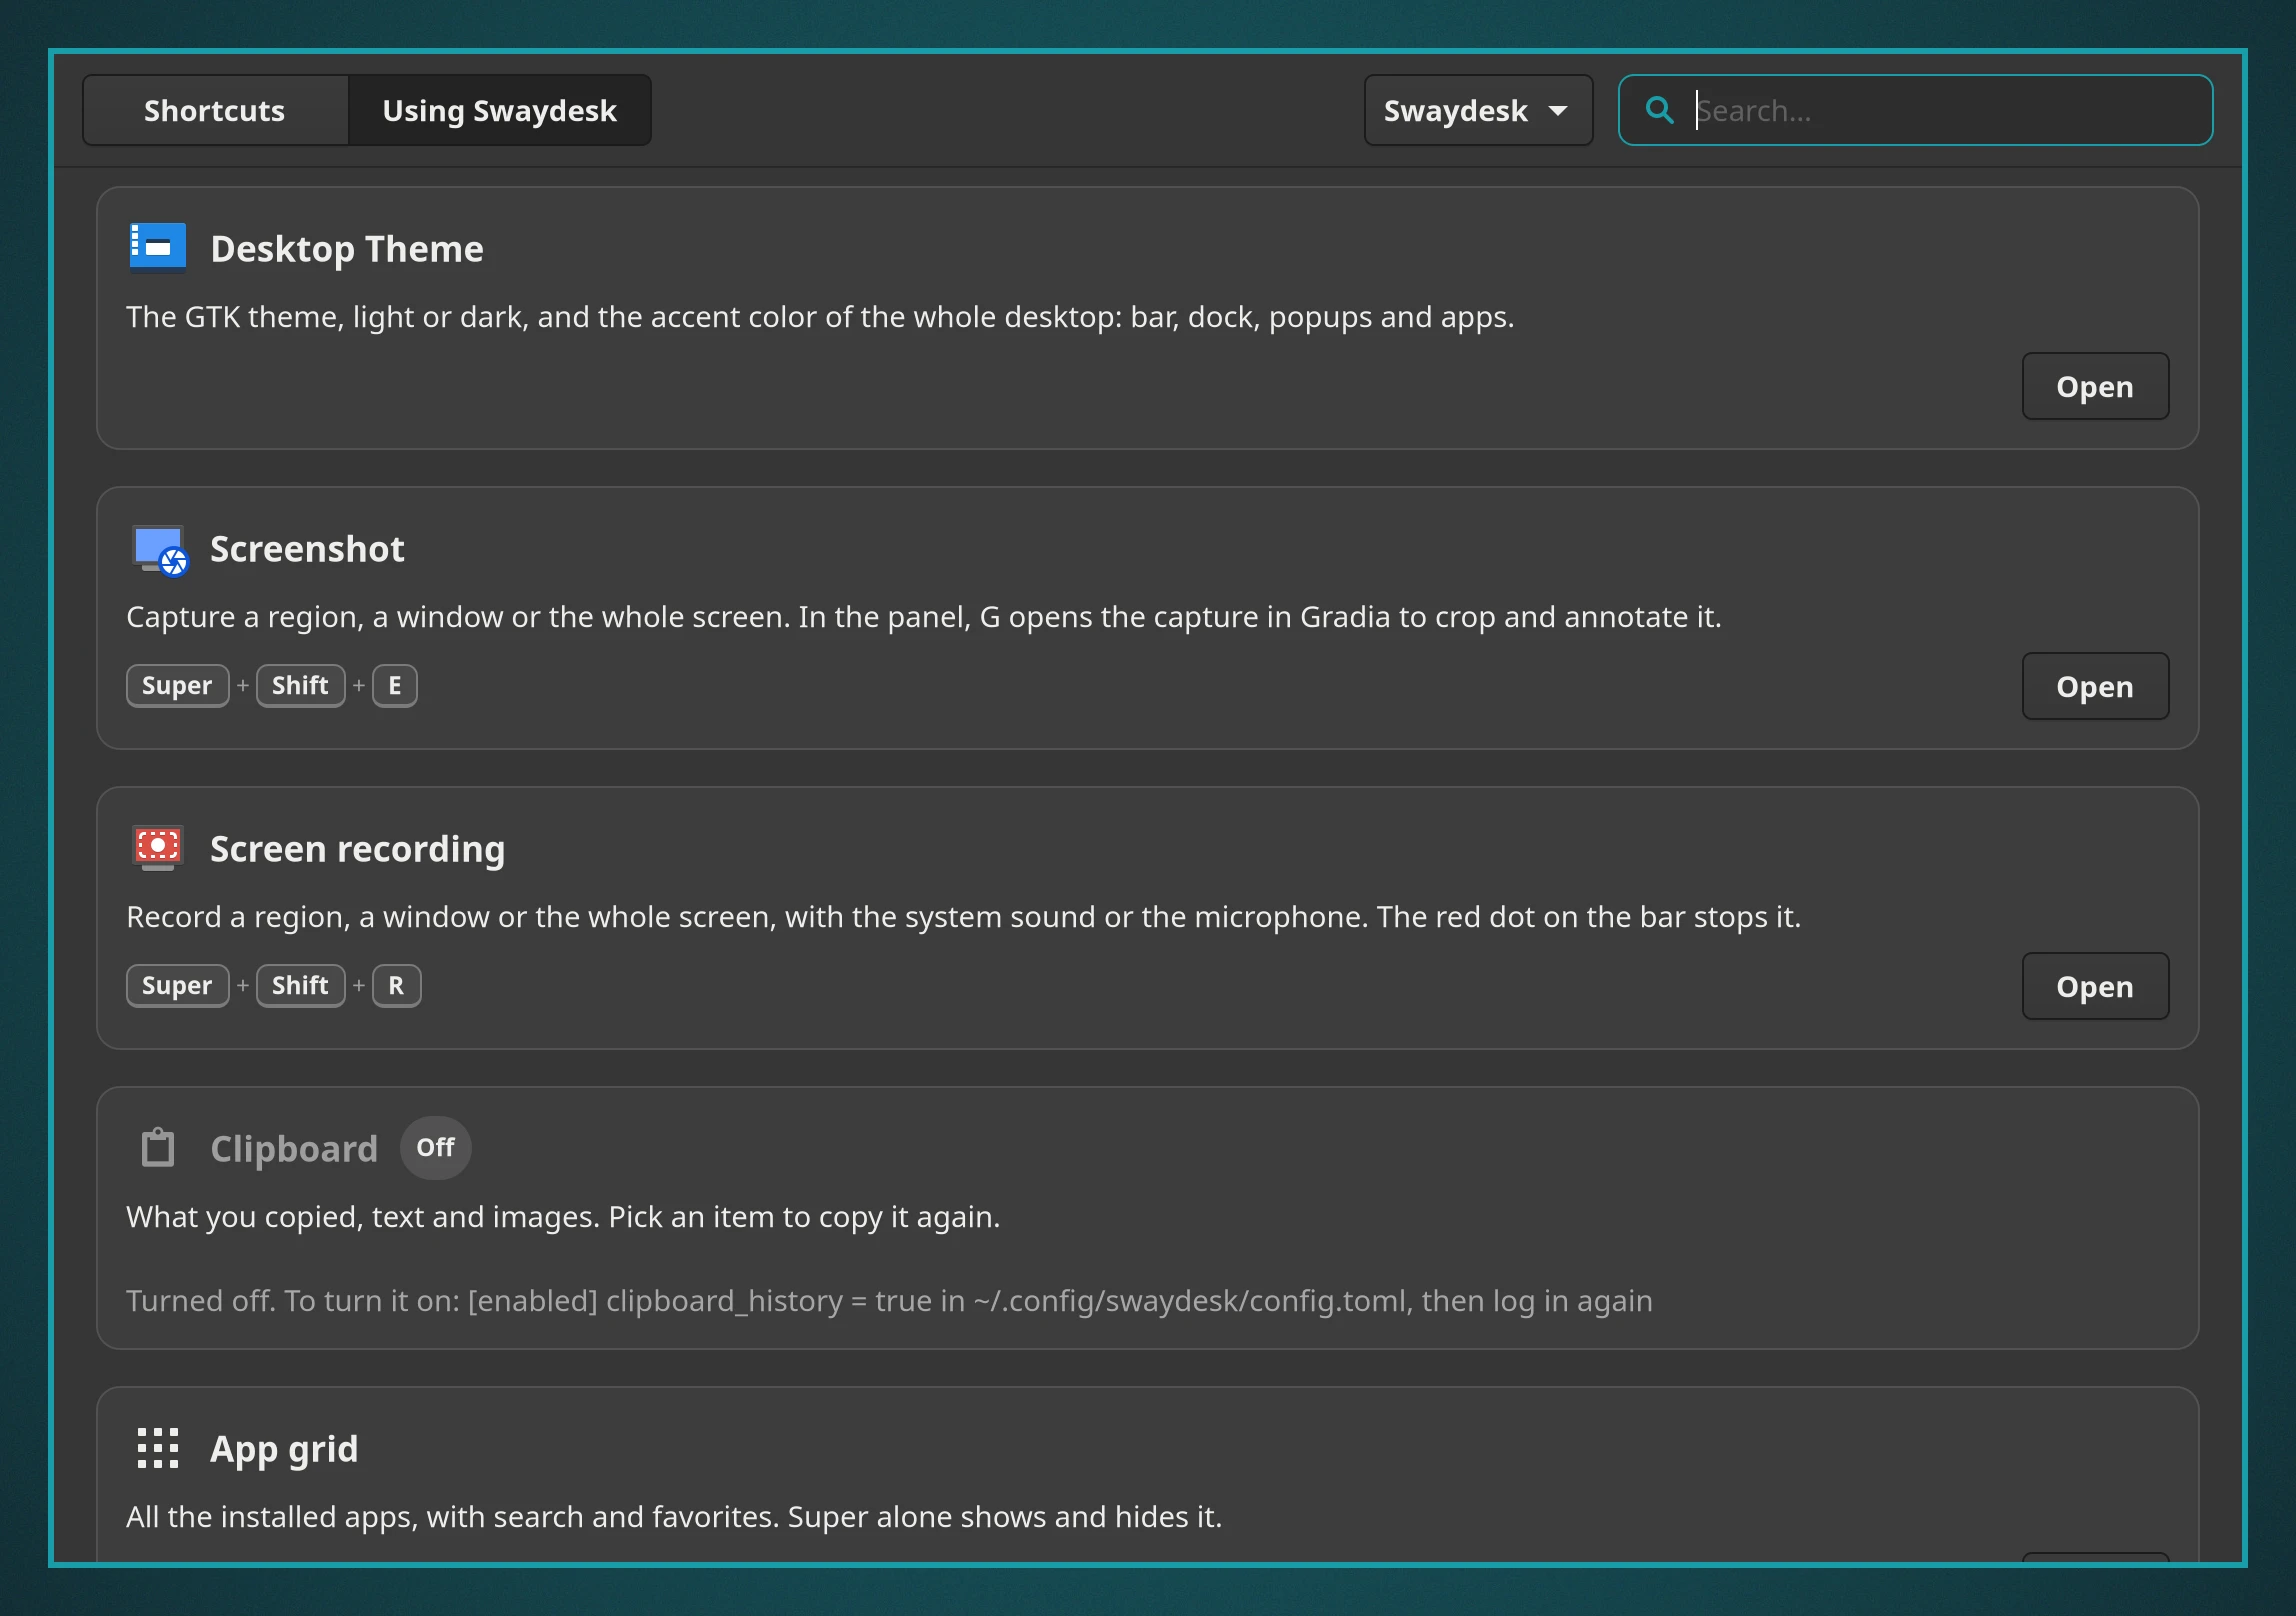 Shortcuts
Using Swaydesk
Swaydesk
Search...
Desktop Theme
The GTK theme, light or dark, and the accent color of the whole desktop: bar, dock, popups and apps.
Open
Screenshot
Capture a region, a window or the whole screen. In the panel, G opens the capture in Gradia to crop and annotate it.
Super + Shift + E
Open
Screen recording
Record a region, a window or the whole screen, with the system sound or the microphone. The red dot on the bar stops it.
Super + Shift + R
Open
Clipboard
Off
What you copied, text and images. Pick an item to copy it again.
Turned off. To turn it on: [enabled] clipboard_history = true in ~/.config/swaydesk/config.toml, then log in again
App grid
All the installed apps, with search and favorites. Super alone shows and hides it.